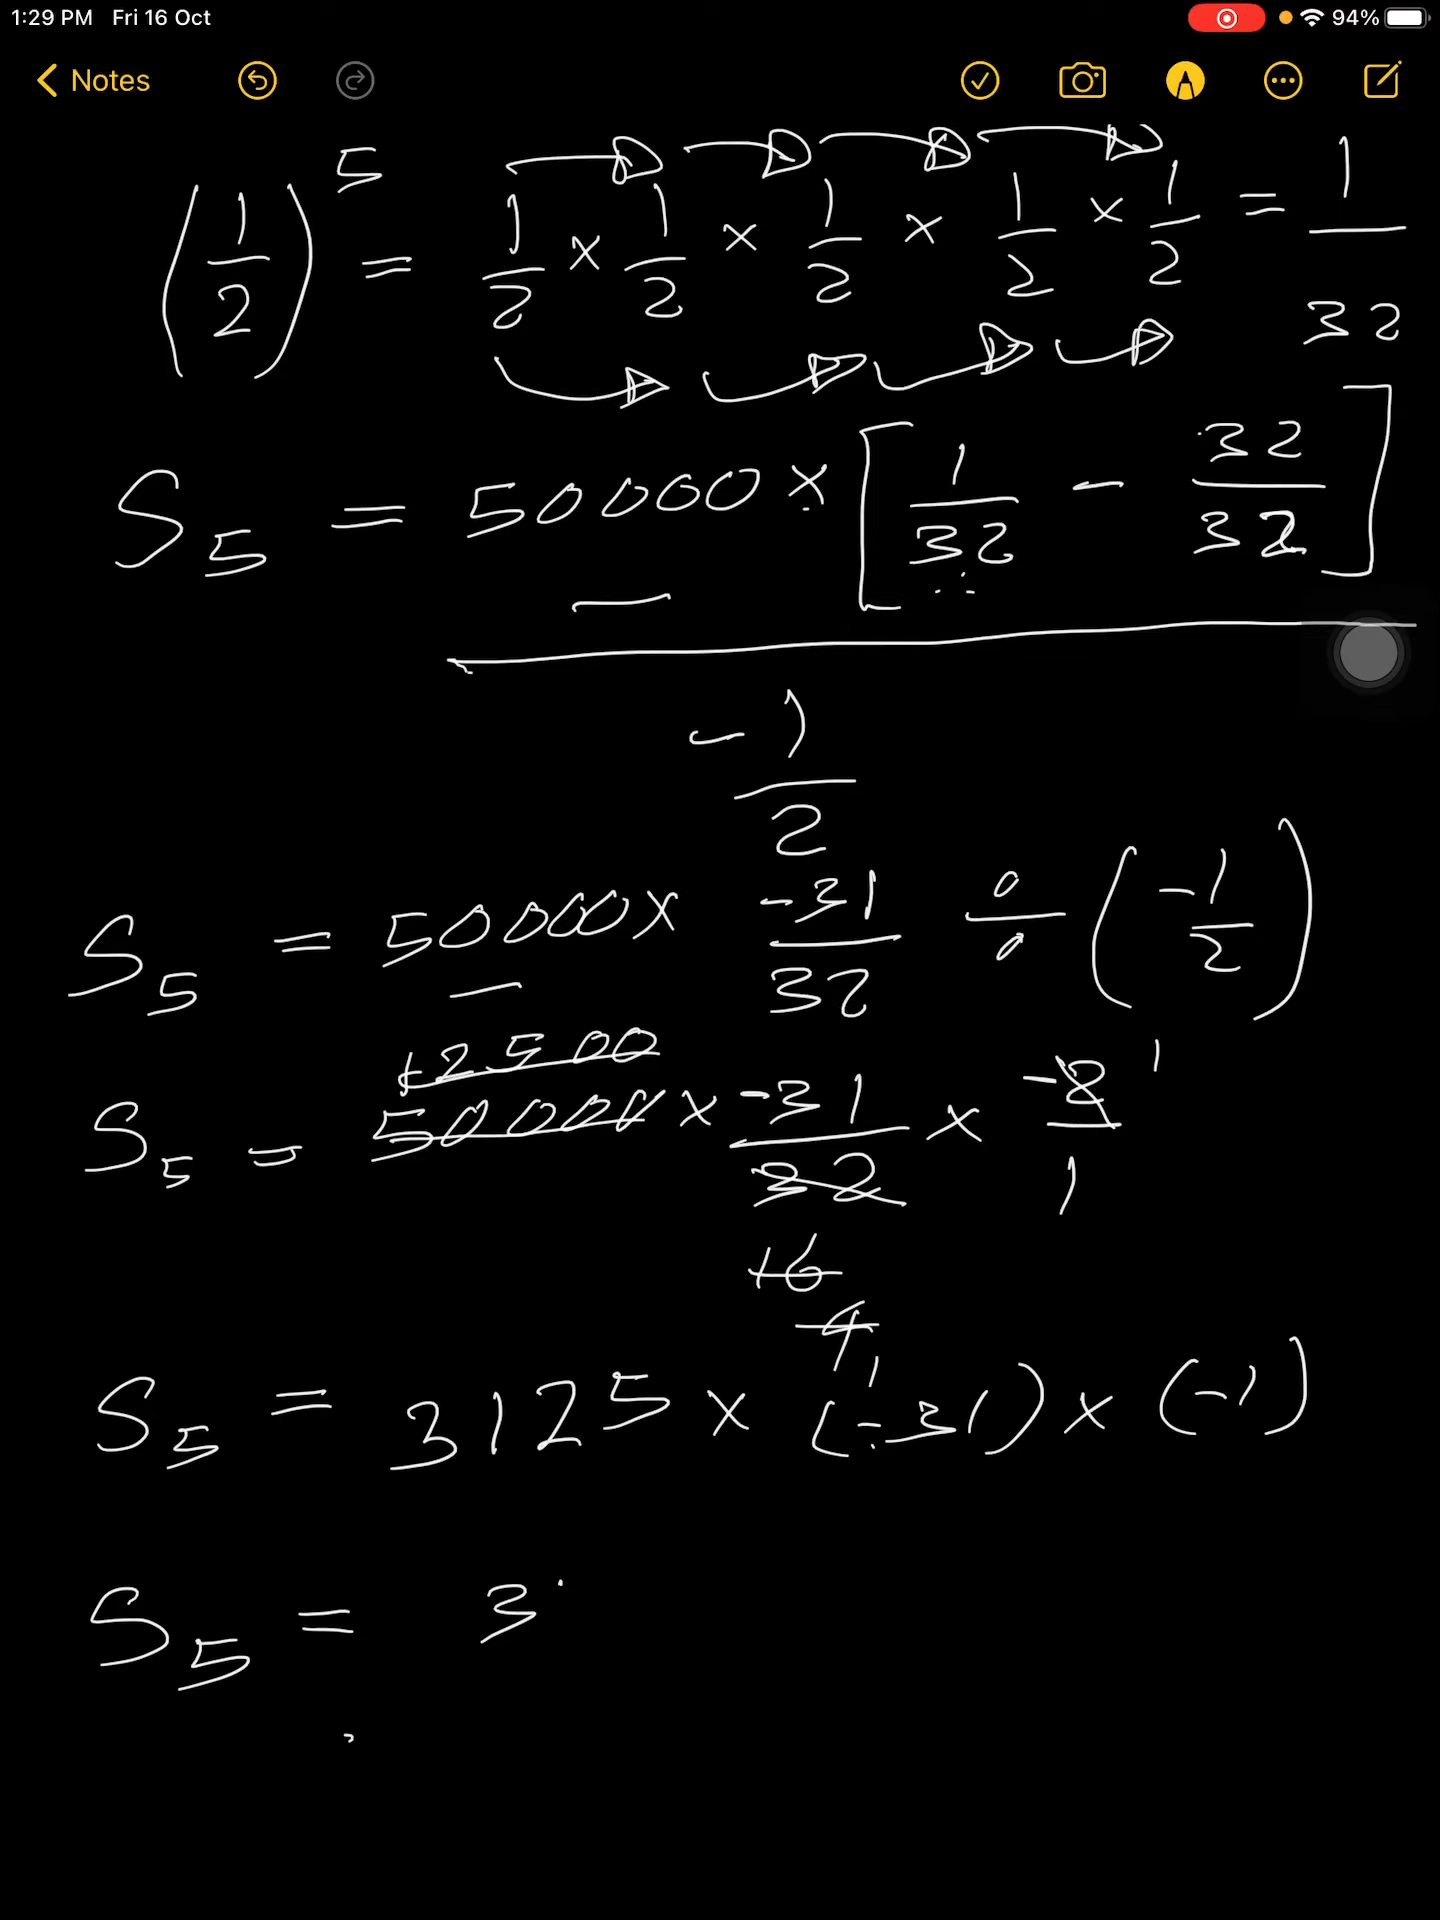 1:29 PM Fri 16 Oct 94%
Notes
(1/2)^5 = 1/2 × 1/2 × 1/2 × 1/2 × 1/2 = 1/32
S5 = 50000 × [1/32 - 32/32]
-1/2
S5 = 50000 × -31/32 ÷ (-1/2)
12500
S5 = 50000 × -31/32 × -2/1 1
16
4
1
S5 = 3125 × (-31) × (-1)
S5 = 3